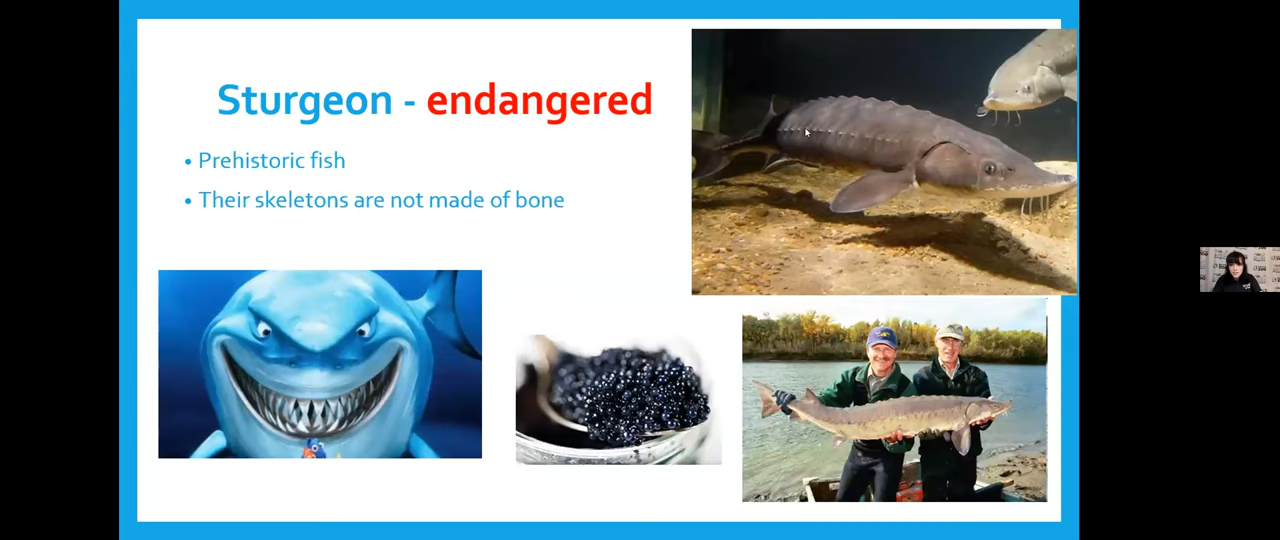 Sturgeon - endangered
• Prehistoric fish
• Their skeletons are not made of bone